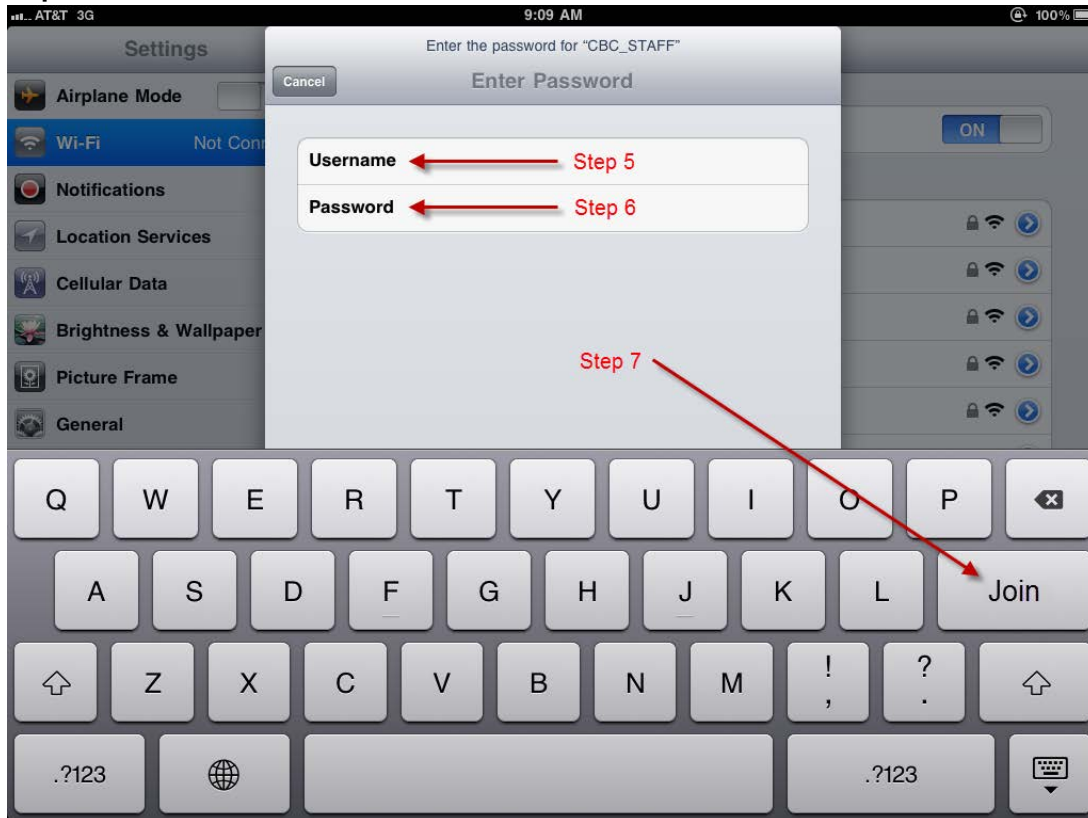 AT&T 3G 9:09 AM 100%
Settings
Enter the password for “CBC_STAFF”
Cancel Enter Password
Airplane Mode
Wi-Fi Not Conn
ON
Notifications
Location Services
Cellular Data
Brightness & Wallpaper
Picture Frame
General
Username Step 5
Password Step 6
Step 7
Q W E R T Y U I O P
A S D F G H J K L Join
Z X C V B N M ! , ? .
.?123 .?123